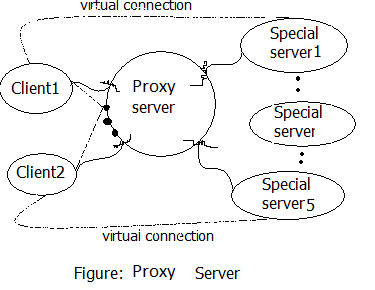 virtual connection
Special
server1
Client1
Proxy
server
Special
server
Client2
Special
server5
virtual connection
Figure: Proxy Server